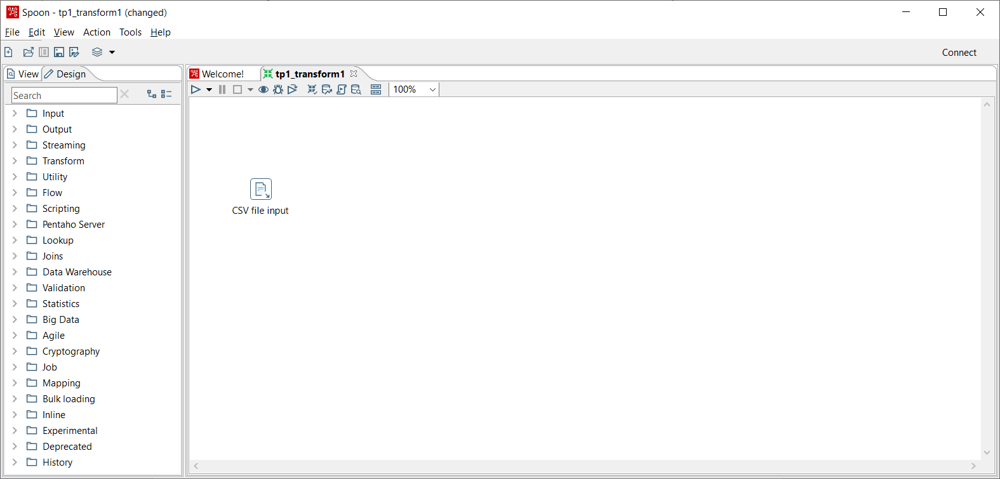 Spoon - tp1_transform1 (changed)
File Edit View Action Tools Help
Connect
View Design
Welcome! tp1_transform1
100%
Search
Input
Output
Streaming
Transform
Utility
Flow
Scripting
Pentaho Server
Lookup
Joins
Data Warehouse
Validation
Statistics
Big Data
Agile
Cryptography
Job
Mapping
Bulk loading
Inline
Experimental
Deprecated
History
CSV file input